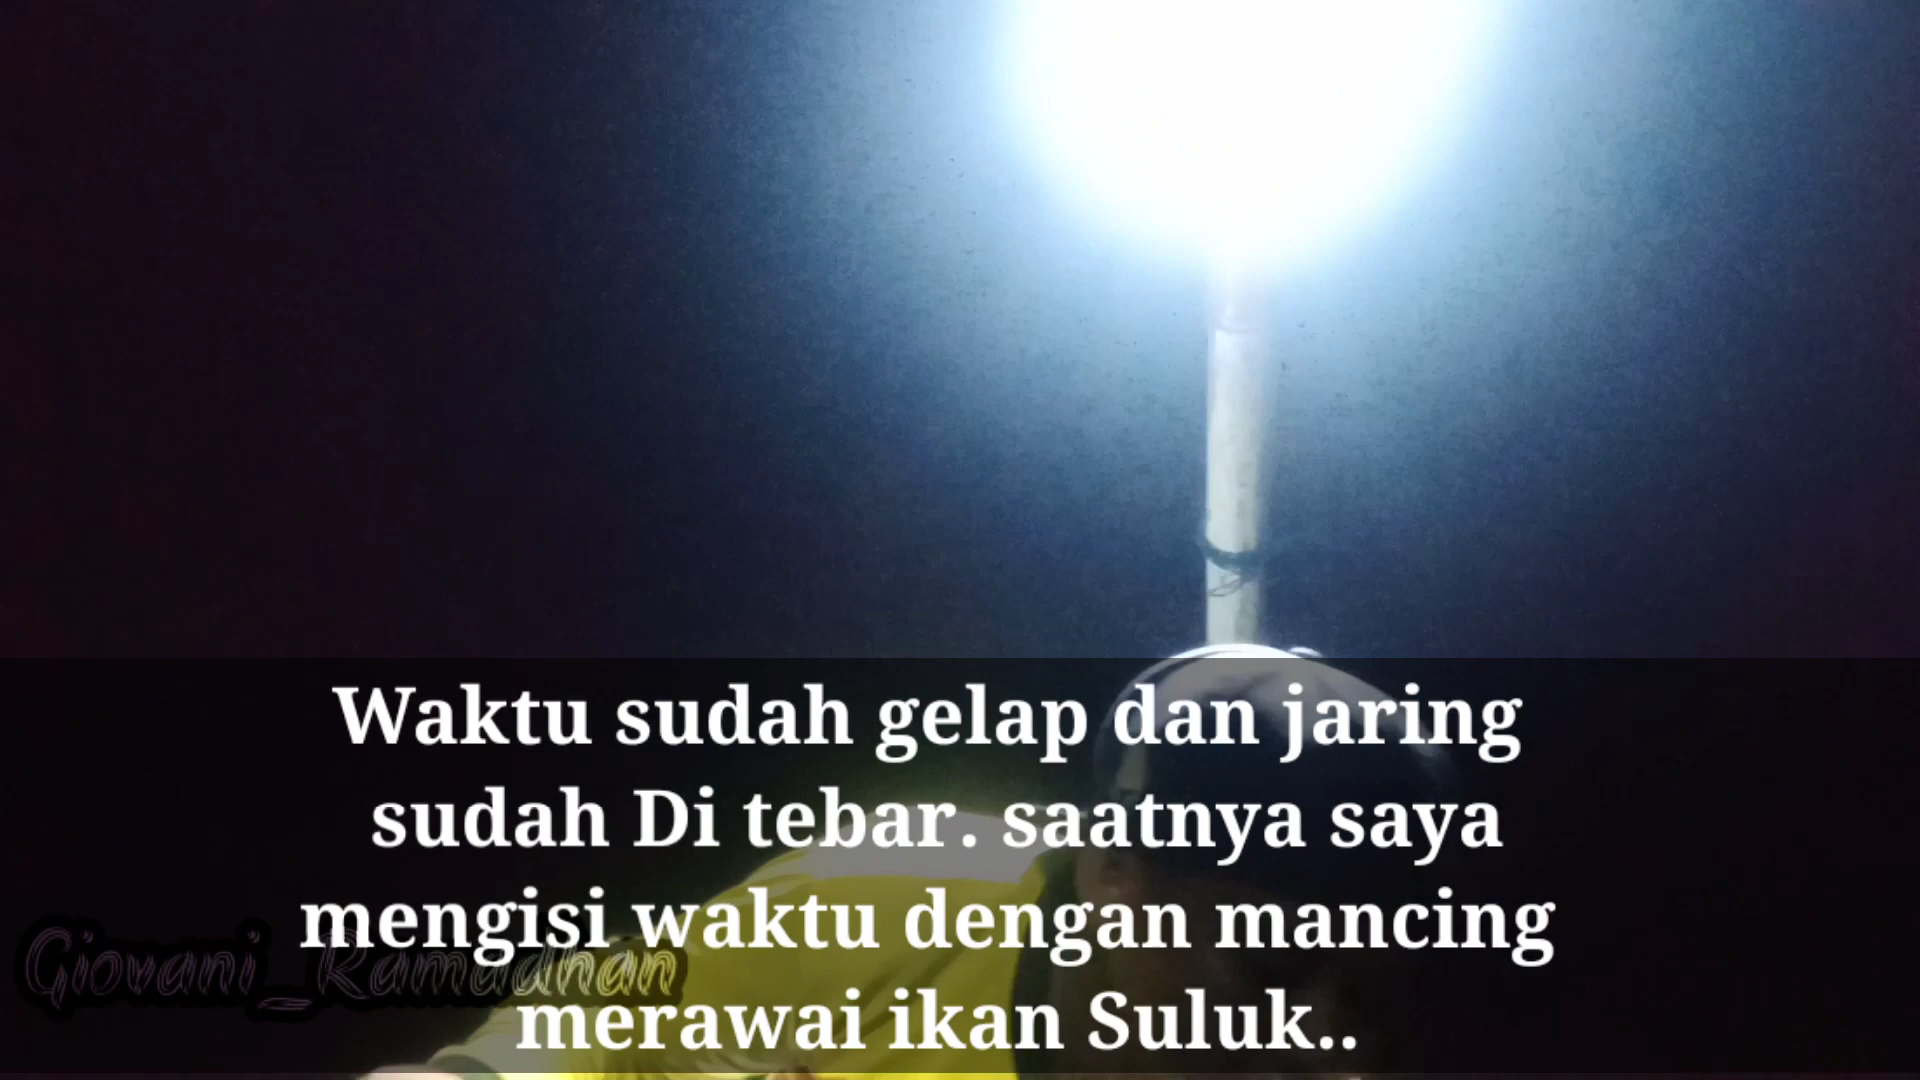 Waktu sudah gelap dan jaring
sudah Di tebar. saatnya saya
mengisi waktu dengan mancing
merawai ikan Suluk..
Giovani_Ramadhan